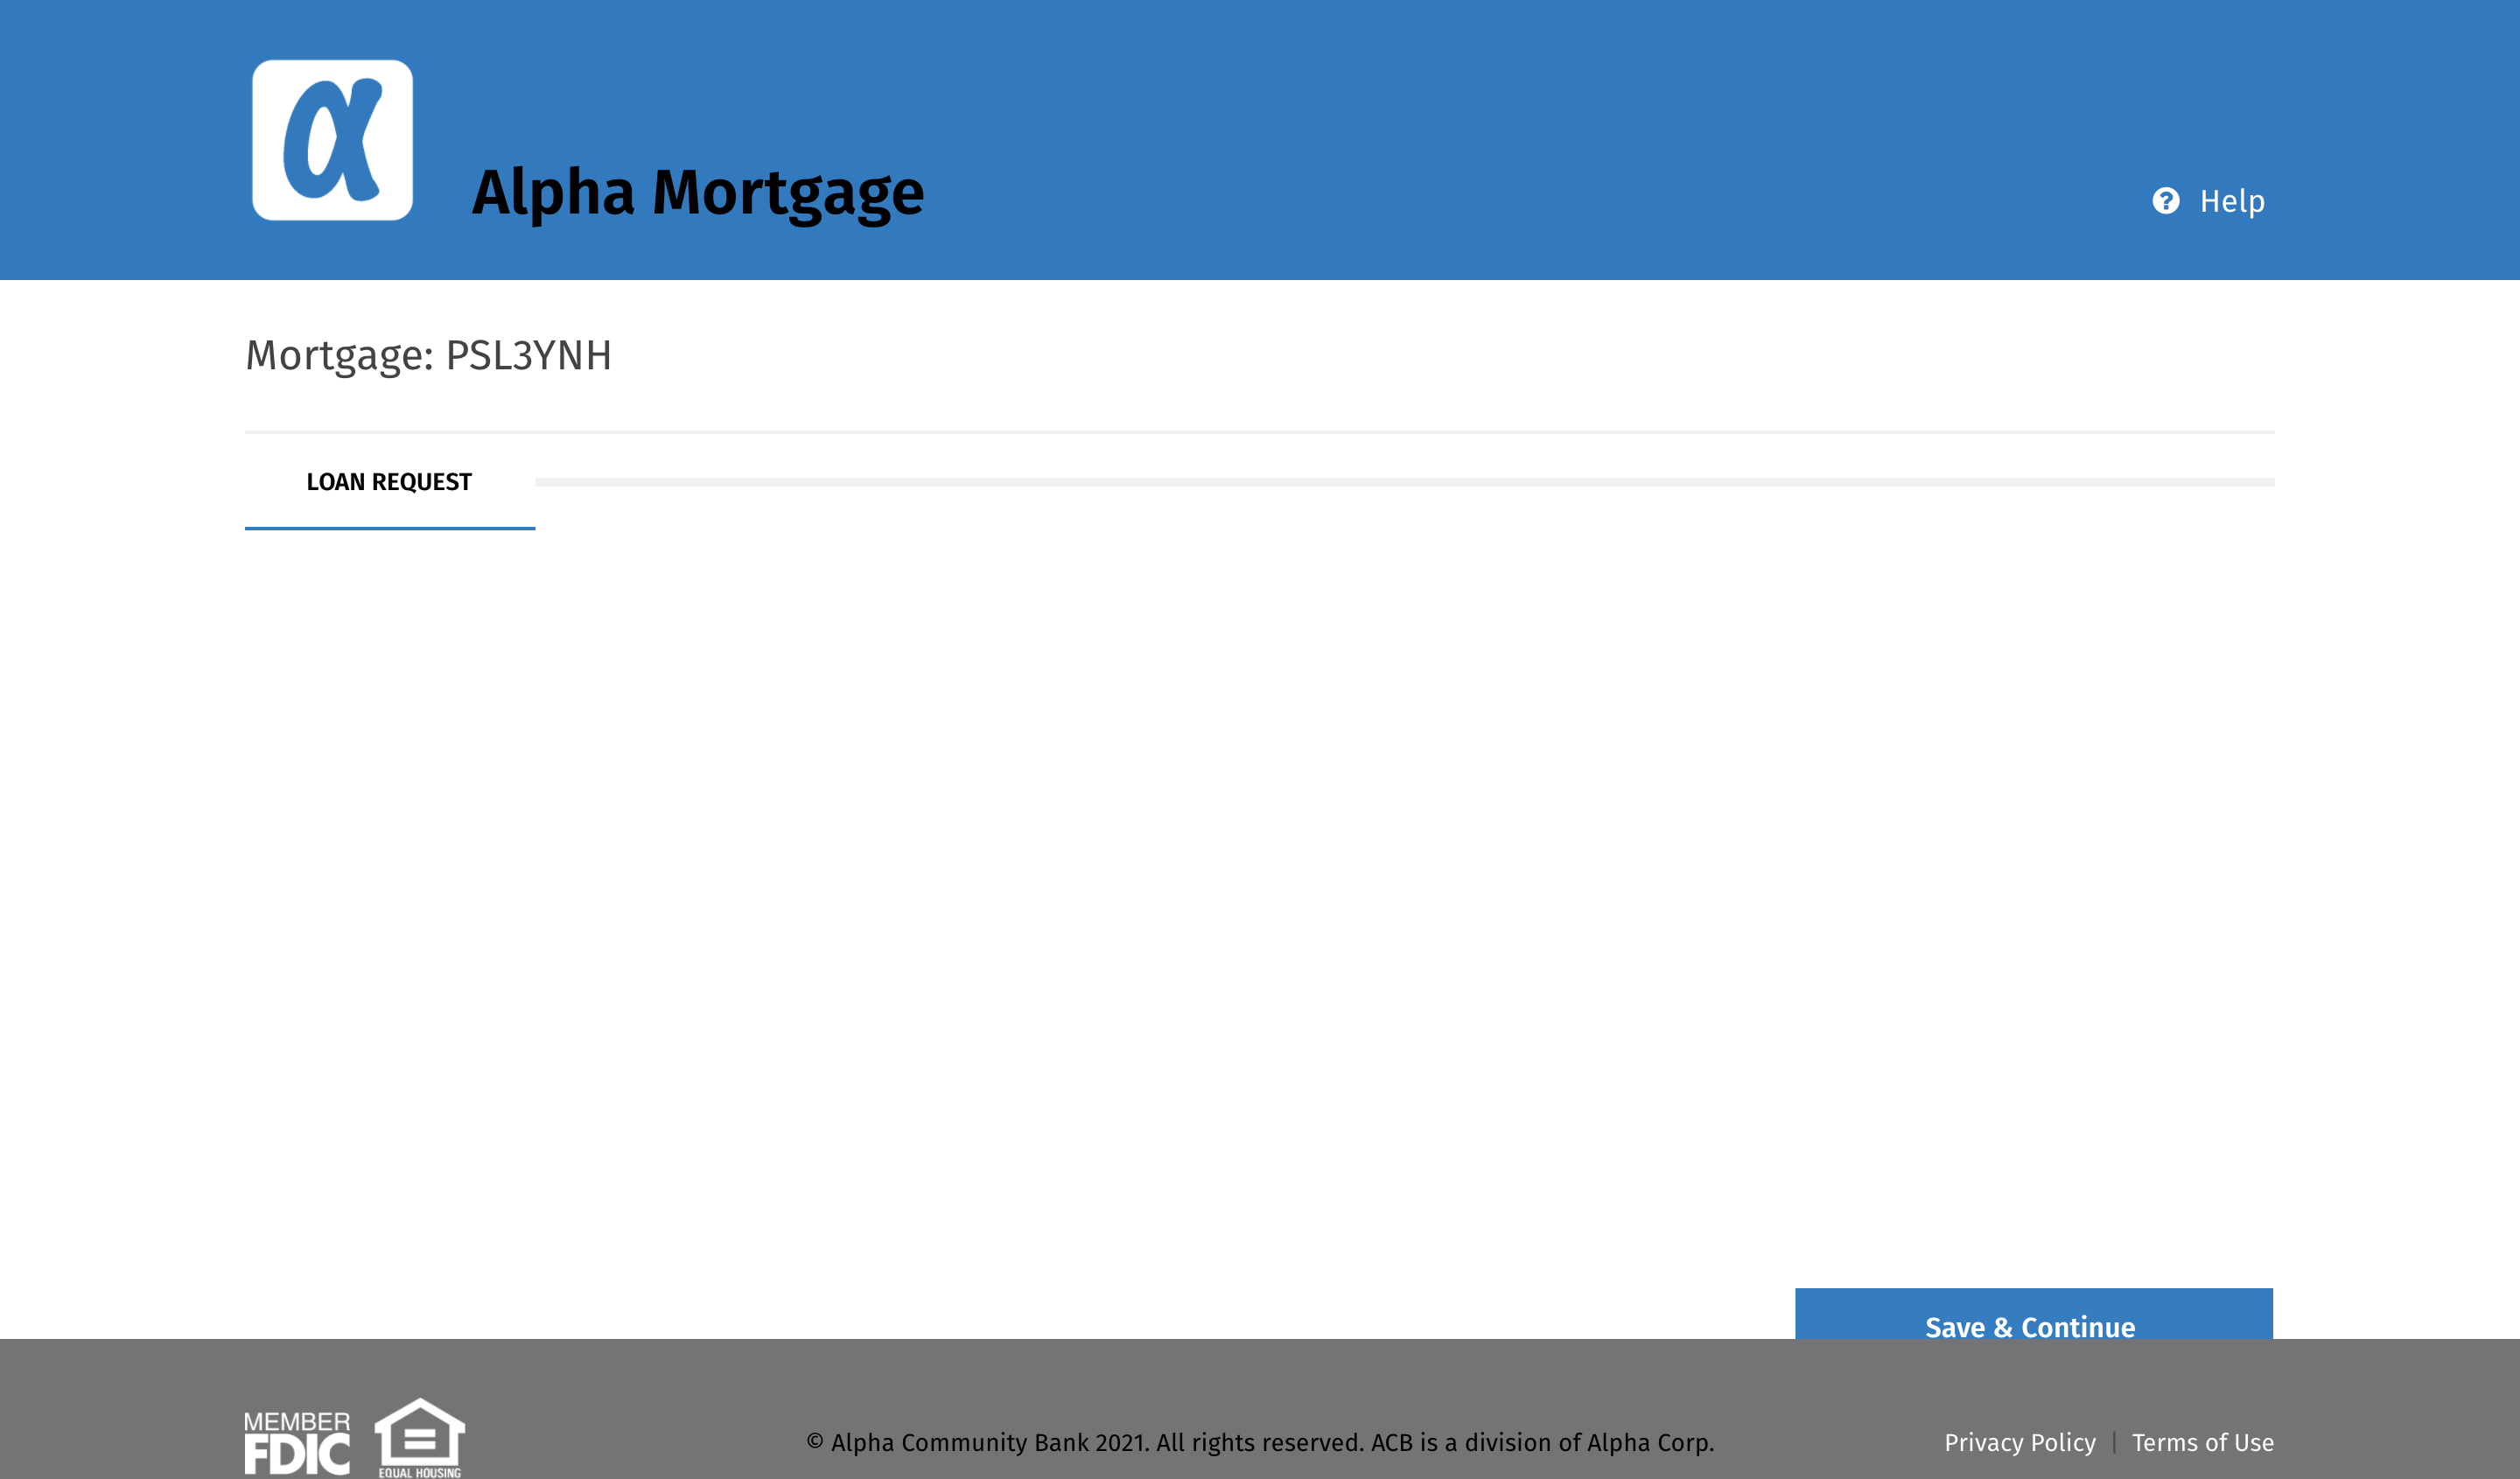 α
Alpha Mortgage
Help
Mortgage: PSL3YNH
LOAN REQUEST
Save & Continue
MEMBER
FDIC
EQUAL HOUSING
© Alpha Community Bank 2021. All rights reserved. ACB is a division of Alpha Corp.
Privacy Policy | Terms of Use